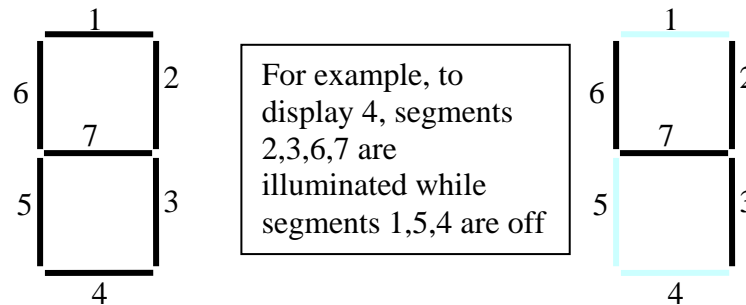 1
6
2
7
5
3
4
For example, to
display 4, segments
2,3,6,7 are
illuminated while
segments 1,5,4 are off
1
6
2
7
5
3
4